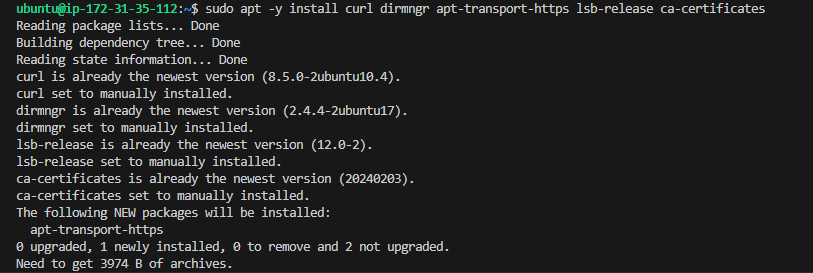 ubuntu@ip-172-31-35-112:~$ sudo apt -y install curl dirmngr apt-transport-https lsb-release ca-certificates
Reading package lists... Done
Building dependency tree... Done
Reading state information... Done
curl is already the newest version (8.5.0-2ubuntu10.4).
curl set to manually installed.
dirmngr is already the newest version (2.4.4-2ubuntu17).
dirmngr set to manually installed.
lsb-release is already the newest version (12.0-2).
lsb-release set to manually installed.
ca-certificates is already the newest version (20240203).
ca-certificates set to manually installed.
The following NEW packages will be installed:
  apt-transport-https
0 upgraded, 1 newly installed, 0 to remove and 2 not upgraded.
Need to get 3974 B of archives.